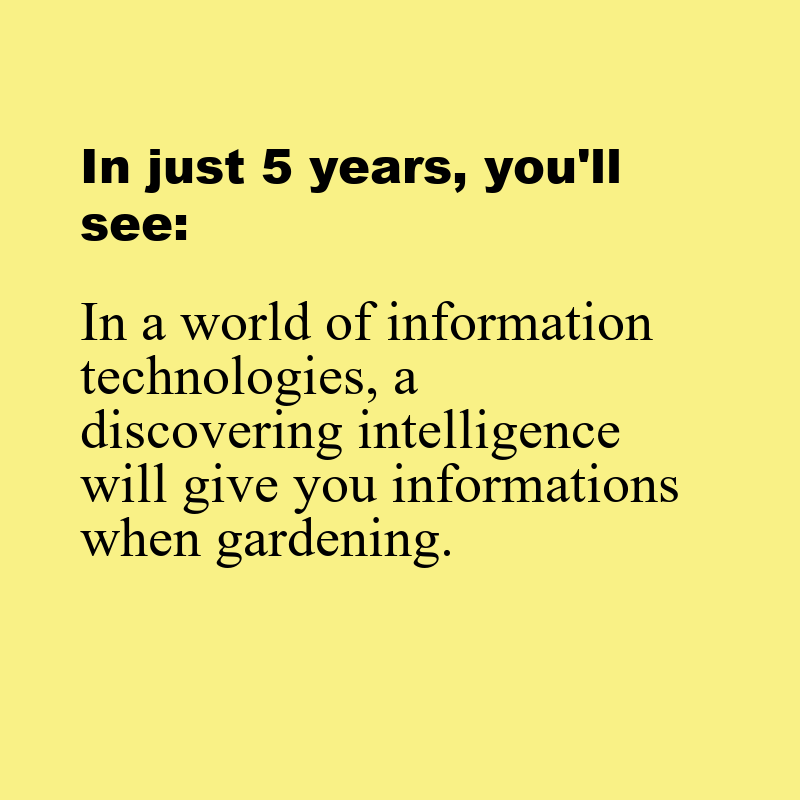 In just 5 years, you'll
see:
In a world of information
technologies, a
discovering intelligence
will give you informations
when gardening.